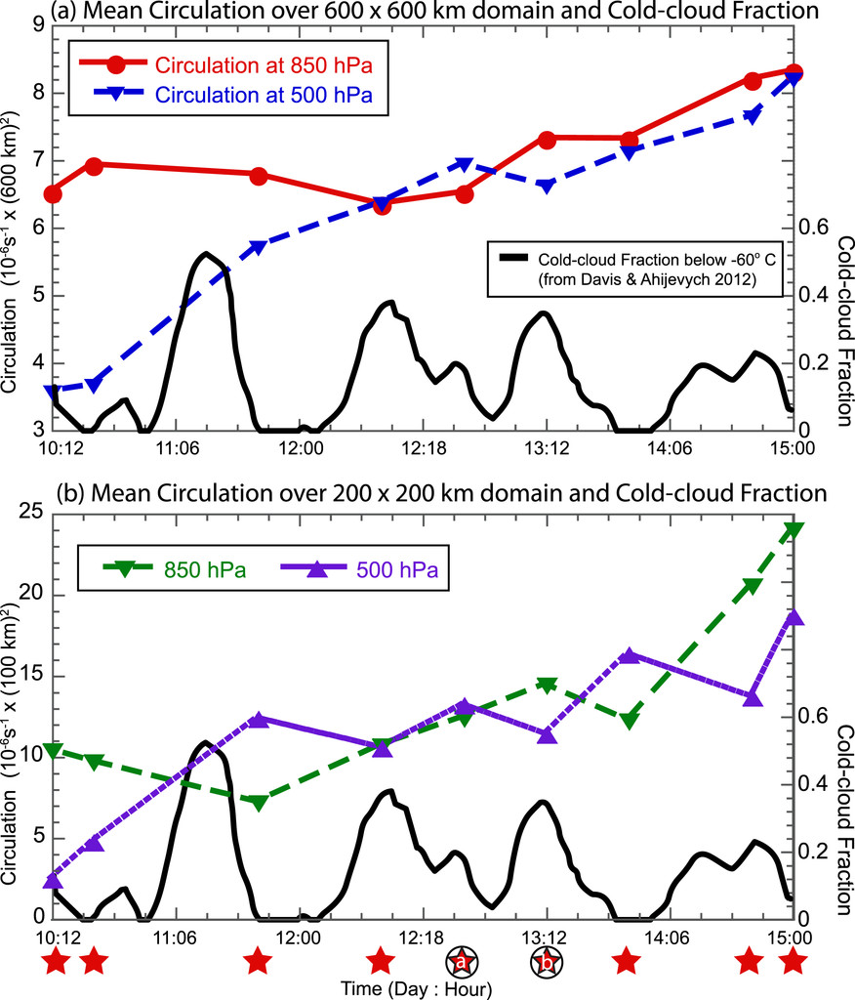 (a) Mean Circulation over 600 x 600 km domain and Cold-cloud Fraction
9
8
7
6
5
4
3
Circulation (10⁻⁶s⁻¹ x (600 km)²)
Circulation at 850 hPa
Circulation at 500 hPa
Cold-cloud Fraction below -60° C
(from Davis & Ahijevych 2012)
0.6
0.4
0.2
0
Cold-cloud Fraction
10:12 11:06 12:00 12:18 13:12 14:06 15:00
(b) Mean Circulation over 200 x 200 km domain and Cold-cloud Fraction
25
20
15
10
5
0
Circulation (10⁻⁶s⁻¹ x (100 km)²)
850 hPa 500 hPa
0.6
0.4
0.2
0
Cold-cloud Fraction
10:12 11:06 12:00 12:18 13:12 14:06 15:00
a b
Time (Day : Hour)